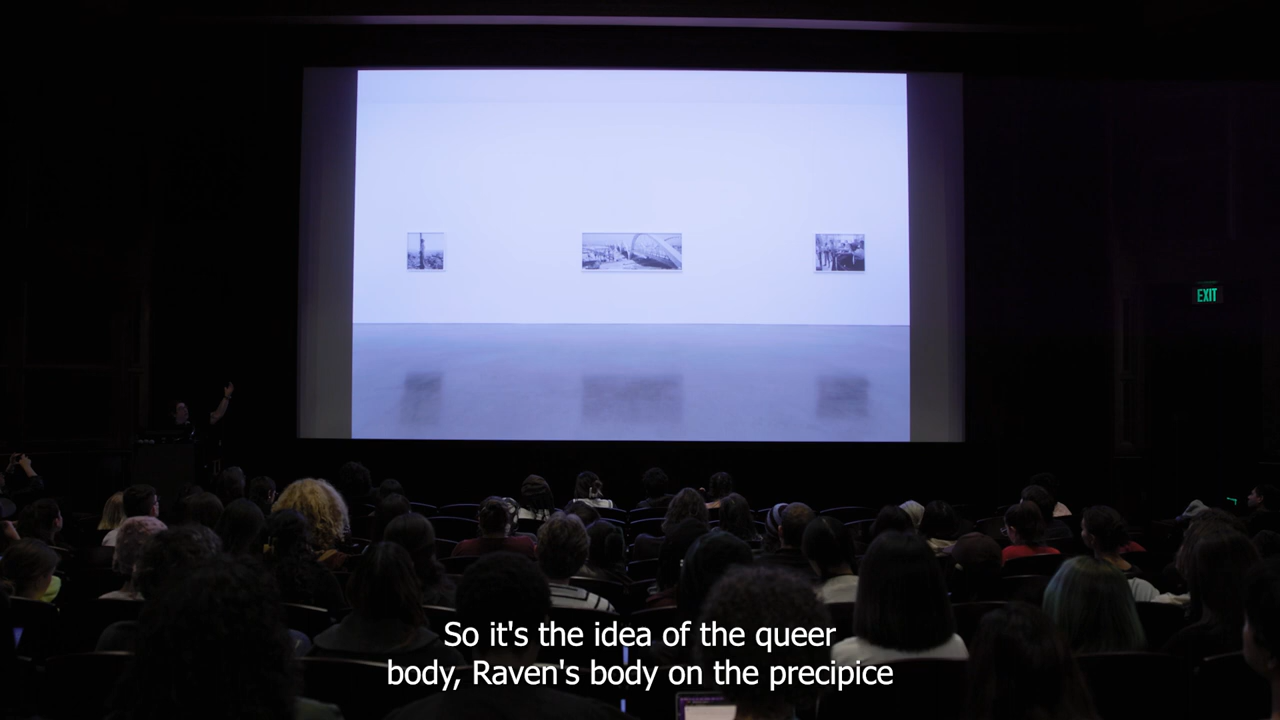 EXIT
So it's the idea of the queer
body, Raven's body on the precipice